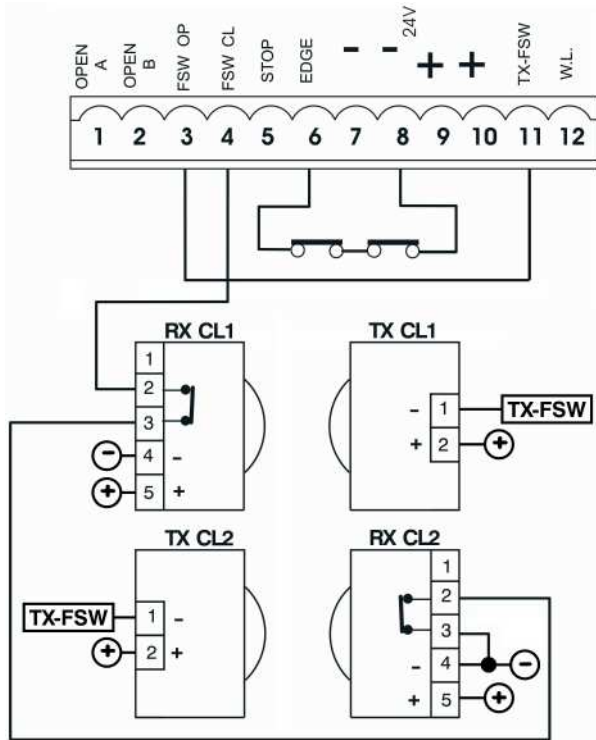 OPEN A
OPEN B
FSW OP
FSW CL
STOP
EDGE
-
-
24V
+
+
TX-FSW
W.L.
1 2 3 4 5 6 7 8 9 10 11 12
RX CL1
1
2
3
4 -
5 +
-
+
TX CL1
- 1
+ 2
TX-FSW
+
TX CL2
TX-FSW
+
1 -
2 +
RX CL2
1
2
3
- 4
+ 5
-
+